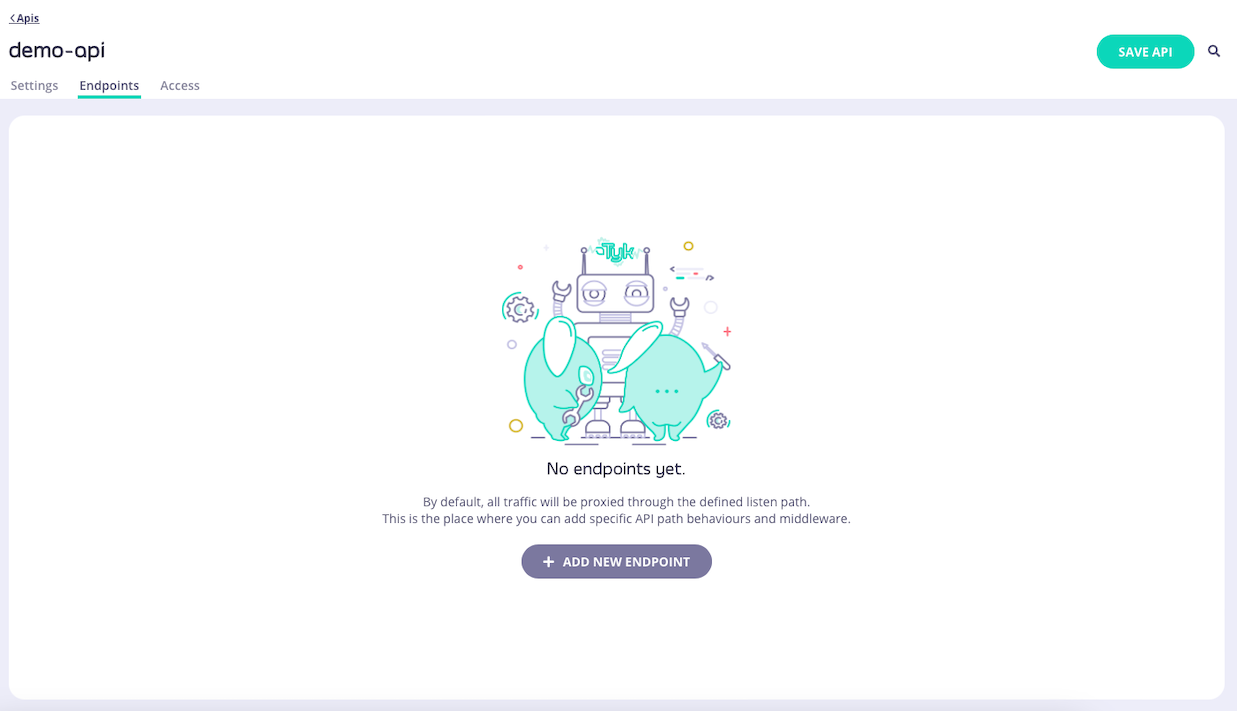 Apis
demo-api
SAVE API
Settings
Endpoints
Access
Tyk
No endpoints yet.
By default, all traffic will be proxied through the defined listen path.
This is the place where you can add specific API path behaviours and middleware.
+ ADD NEW ENDPOINT